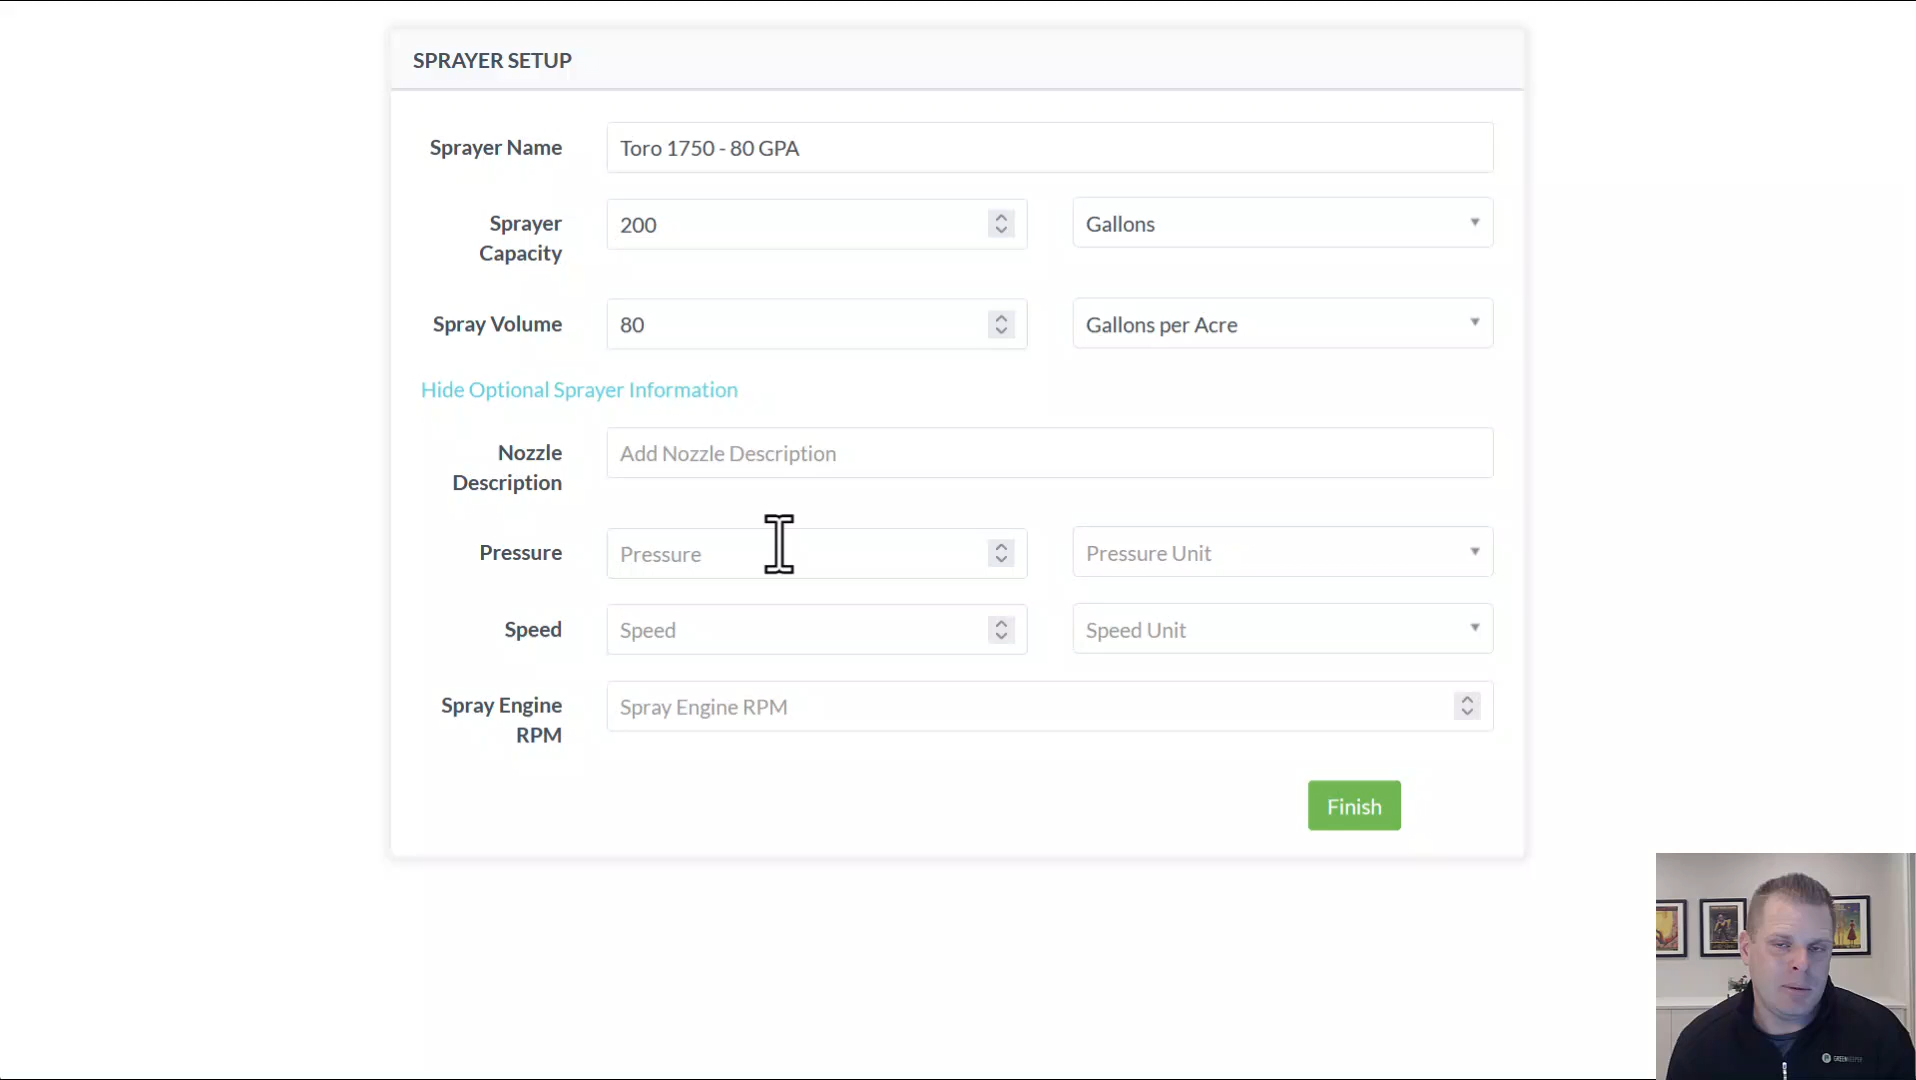 SPRAYER SETUP
Sprayer Name
Toro 1750 - 80 GPA
Sprayer
Capacity
200
Gallons
Spray Volume
80
Gallons per Acre
Hide Optional Sprayer Information
Nozzle
Description
Add Nozzle Description
Pressure
Pressure
Pressure Unit
Speed
Speed
Speed Unit
Spray Engine
RPM
Spray Engine RPM
Finish